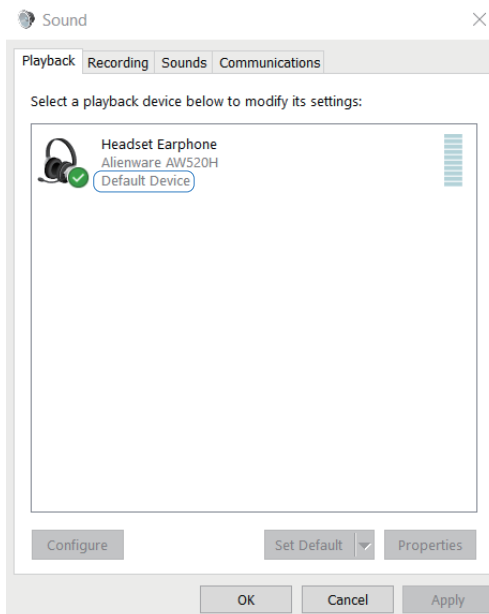 Sound
Playback Recording Sounds Communications
Select a playback device below to modify its settings:
Headset Earphone
Alienware AW520H
Default Device
Configure Set Default Properties
OK Cancel Apply